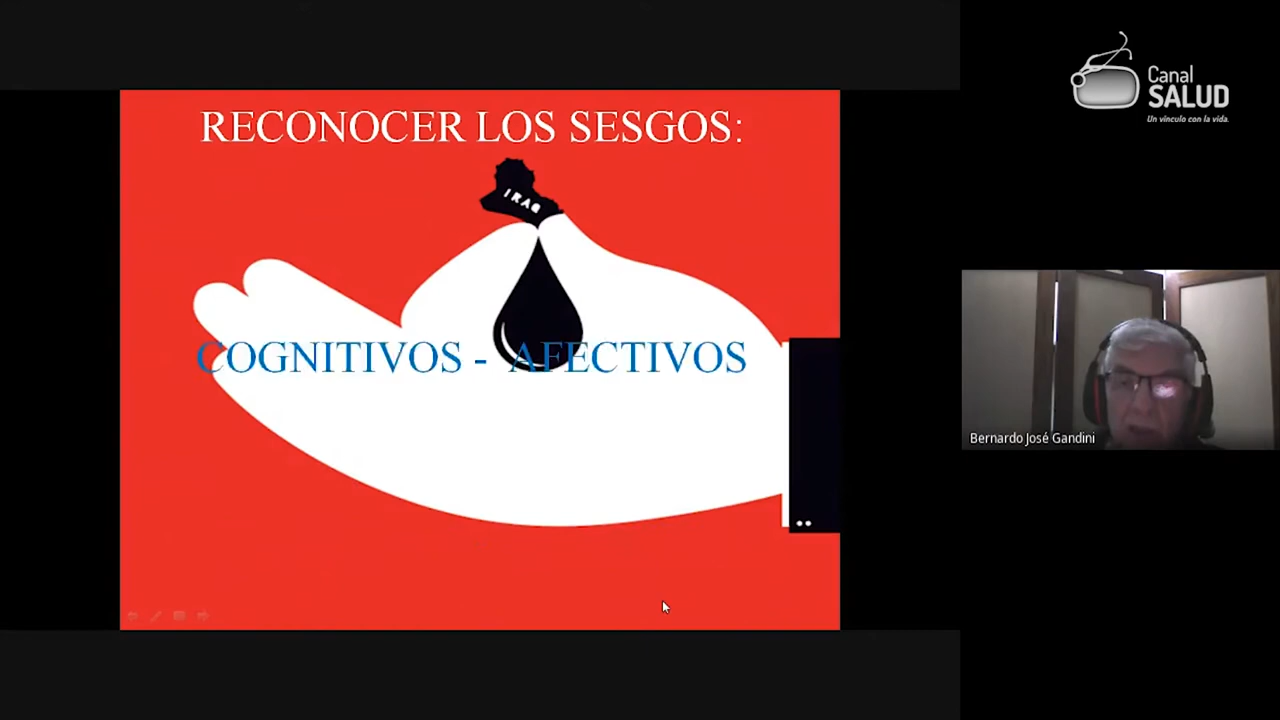 RECONOCER LOS SESGOS:
IRAQ
COGNITIVOS - AFECTIVOS
Canal
SALUD
Un vínculo con la vida.
Bernardo José Gandini